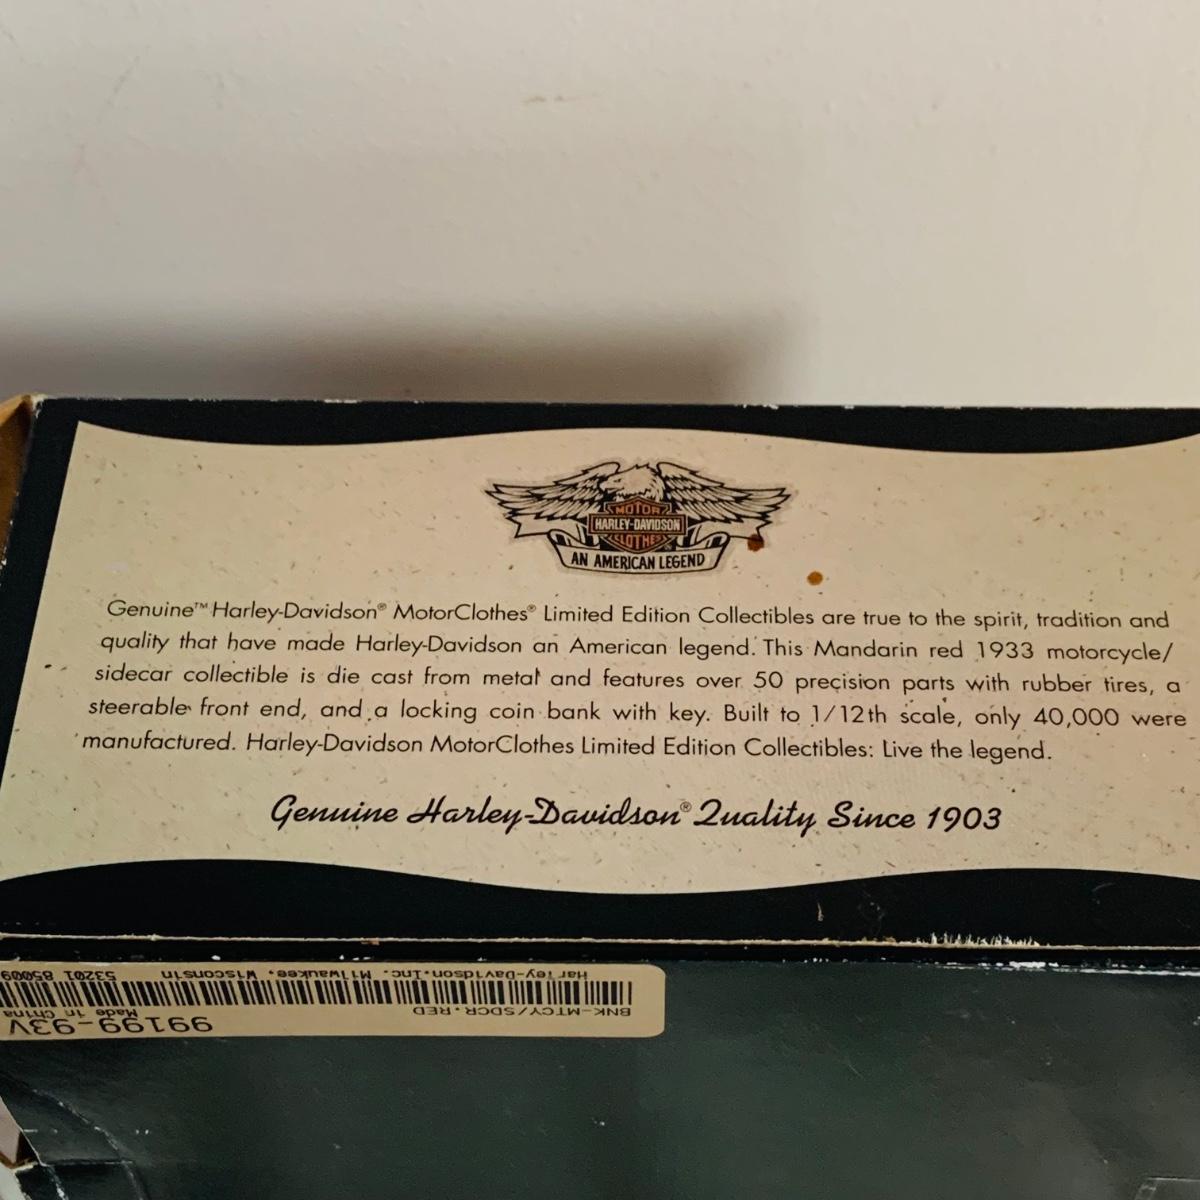 MOTOR
HARLEY-DAVIDSON
CLOTHES
AN AMERICAN LEGEND
Genuine™ Harley-Davidson® MotorClothes® Limited Edition Collectibles are true to the spirit, tradition and
quality that have made Harley-Davidson an American legend. This Mandarin red 1933 motorcycle/
sidecar collectible is die cast from metal and features over 50 precision parts with rubber tires, a
steerable front end, and a locking coin bank with key. Built to 1/12th scale, only 40,000 were
manufactured. Harley-Davidson MotorClothes Limited Edition Collectibles: Live the legend.
Genuine Harley-Davidson® Quality Since 1903
99199-93V
Made in China
BNK-MTCY/SDCR.RED
Harley-Davidson.Inc. Milwaukee, Wisconsin 53201 85009